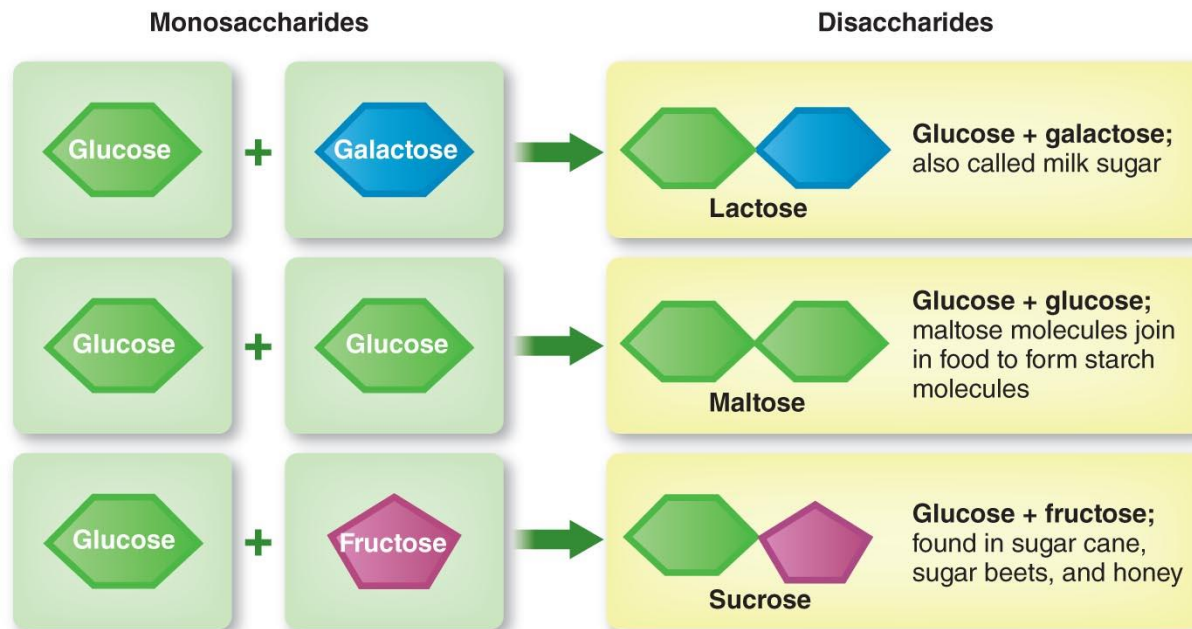 Monosaccharides
Disaccharides
Glucose
+
Galactose
Lactose
Glucose + galactose;
also called milk sugar
Glucose
+
Glucose
Maltose
Glucose + glucose;
maltose molecules join
in food to form starch
molecules
Glucose
+
Fructose
Sucrose
Glucose + fructose;
found in sugar cane,
sugar beets, and honey